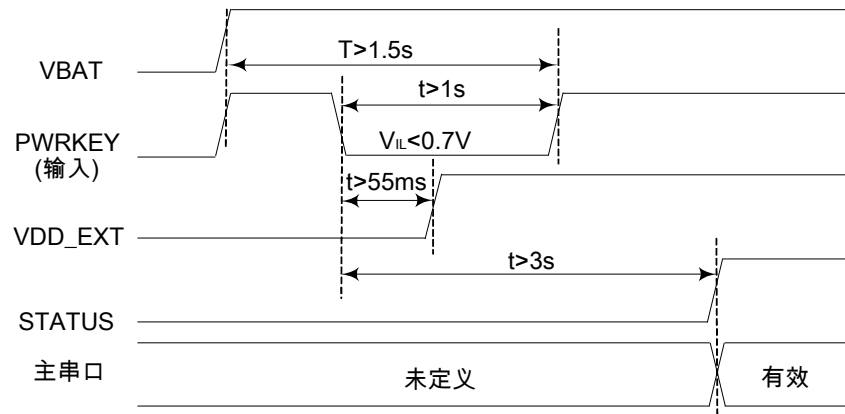 T>1.5s
VBAT
t>1s
PWRKEY
(输入)
VIL<0.7V
t>55ms
VDD_EXT
t>3s
STATUS
主串口
未定义
有效